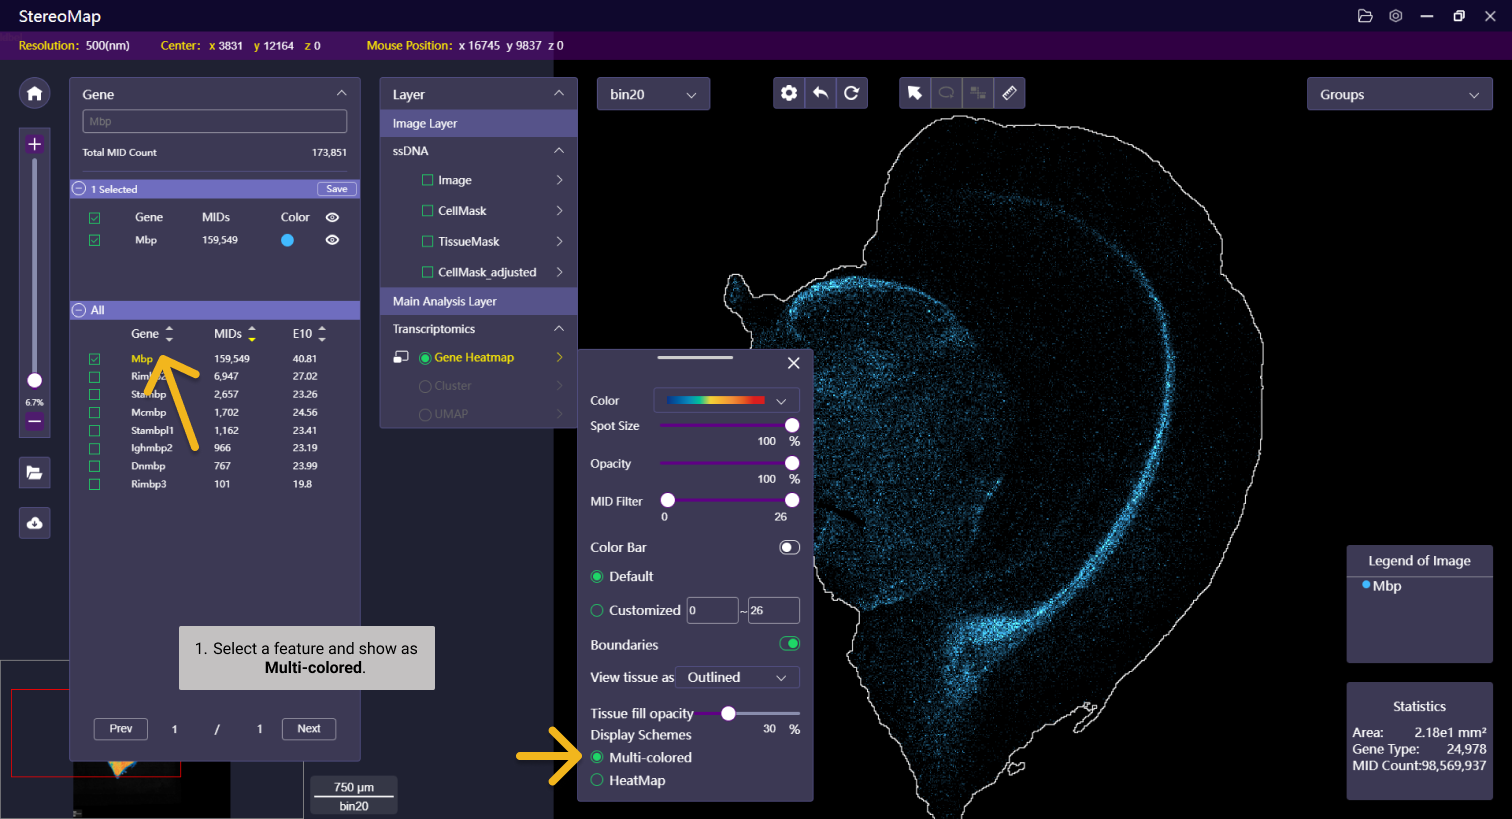 StereoMap
Resolution: 500(nm) Center: x 3831 y 12164 z 0 Mouse Position: x 16745 y 9837 z 0
Gene
Mbp
Total MID Count 173,851
1 Selected Save
Gene MIDs Color
Mbp 159,549
All
Gene MIDs E10
Mbp 159,549 40.81
Rimbp2 6,947 27.02
Stambp 2,657 23.26
Mcmbp 1,702 24.56
Stambpl1 1,162 23.41
Ighmbp2 966 23.19
Dnmbp 767 23.99
Rimbp3 101 19.8
6.7%
1. Select a feature and show as
Multi-colored.
Prev 1 / 1 Next
Layer
Image Layer
ssDNA
Image
CellMask
TissueMask
CellMask_adjusted
Main Analysis Layer
Transcriptomics
Gene Heatmap
Cluster
UMAP
bin20
Groups
Color
Spot Size
100 %
Opacity
100 %
MID Filter
0 26
Color Bar
Default
Customized 0 ~ 26
Boundaries
View tissue as Outlined
Tissue fill opacity
30 %
Display Schemes
Multi-colored
HeatMap
750 μm
bin20
Legend of Image
Mbp
Statistics
Area: 2.18e1 mm²
Gene Type: 24,978
MID Count:98,569,937